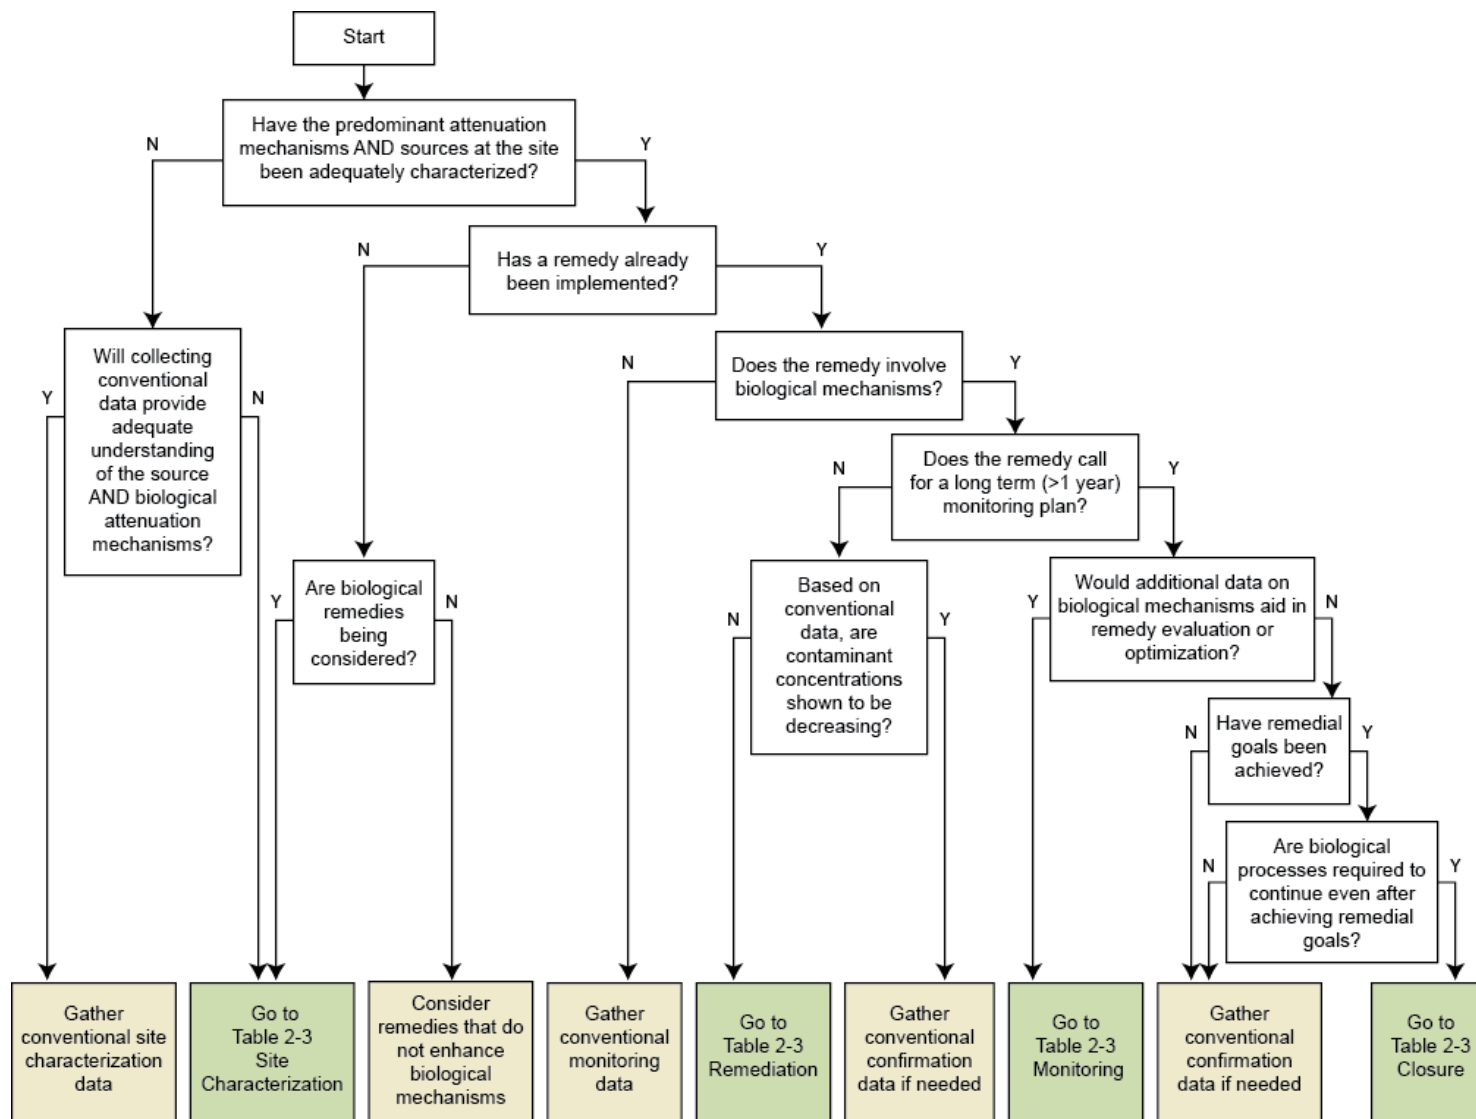 Start
Have the predominant attenuation
mechanisms AND sources at the site
been adequately characterized?
N
Y
Has a remedy already
been implemented?
N
Y
Will collecting
conventional
data provide
adequate
understanding
of the source
AND biological
attenuation
mechanisms?
Y
N
Does the remedy involve
biological mechanisms?
N
Y
Does the remedy call
for a long term (>1 year)
monitoring plan?
N
Y
Are biological
remedies
being
considered?
Y
N
Based on
conventional
data, are
contaminant
concentrations
shown to be
decreasing?
N
Y
Would additional data on
biological mechanisms aid in
remedy evaluation or
optimization?
Y
N
Have remedial
goals been
achieved?
N
Y
Are biological
processes required to
continue even after
achieving remedial
goals?
N
Y
Gather
conventional site
characterization
data
Go to
Table 2-3
Site
Characterization
Consider
remedies that do
not enhance
biological
mechanisms
Gather
conventional
monitoring
data
Go to
Table 2-3
Remediation
Gather
conventional
confirmation
data if needed
Go to
Table 2-3
Monitoring
Gather
conventional
confirmation
data if needed
Go to
Table 2-3
Closure